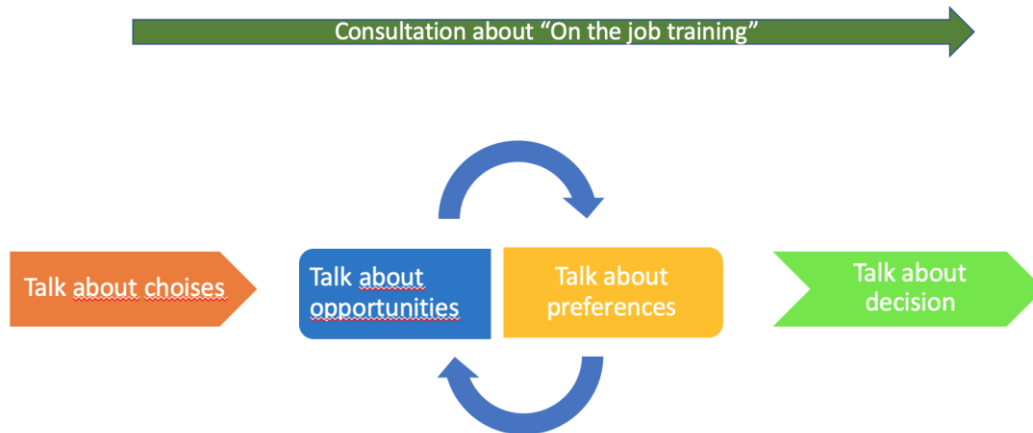 Consultation about “On the job training”
Talk about choises
Talk about
opportunities
Talk about
preferences
Talk about
decision